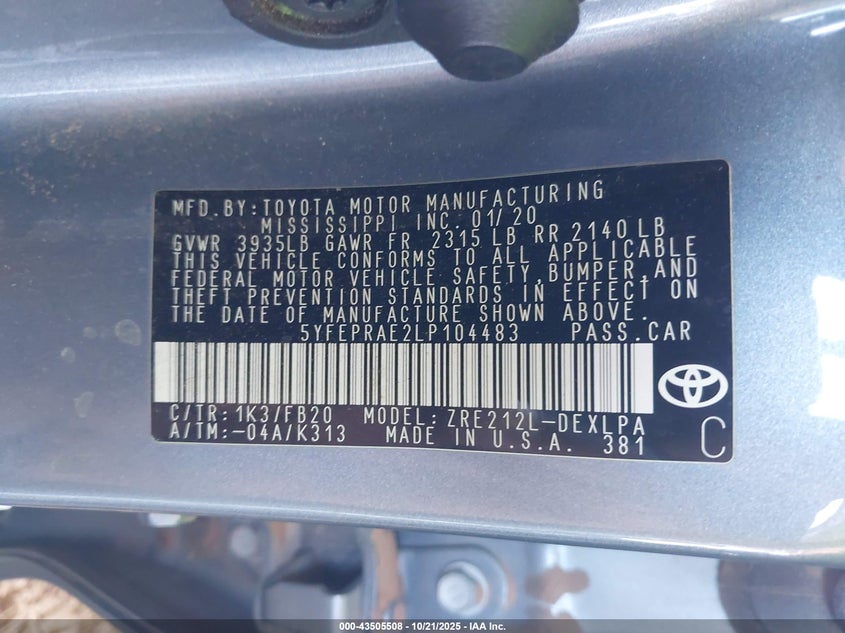 MFD.BY:TOYOTA MOTOR MANUFACTURING
MISSISSIPPI INC. 01/20
GVWR 3935LB GAWR FR 2315 LB RR 2140 LB
THIS VEHICLE CONFORMS TO ALL APPLICABLE
FEDERAL MOTOR VEHICLE SAFETY,BUMPER,AND
THEFT PREVENTION STANDARDS IN EFFECT ON
THE DATE OF MANUFACTURE SHOWN ABOVE.
5YFEPRAE2LP104483 PASS.CAR
C/TR:1K3/FB20 MODEL:ZRE212L-DEXLPA
A/TM:-04A/K313 MADE IN U.S.A. 381 C
000-43505508 - 10/21/2025 - IAA Inc.